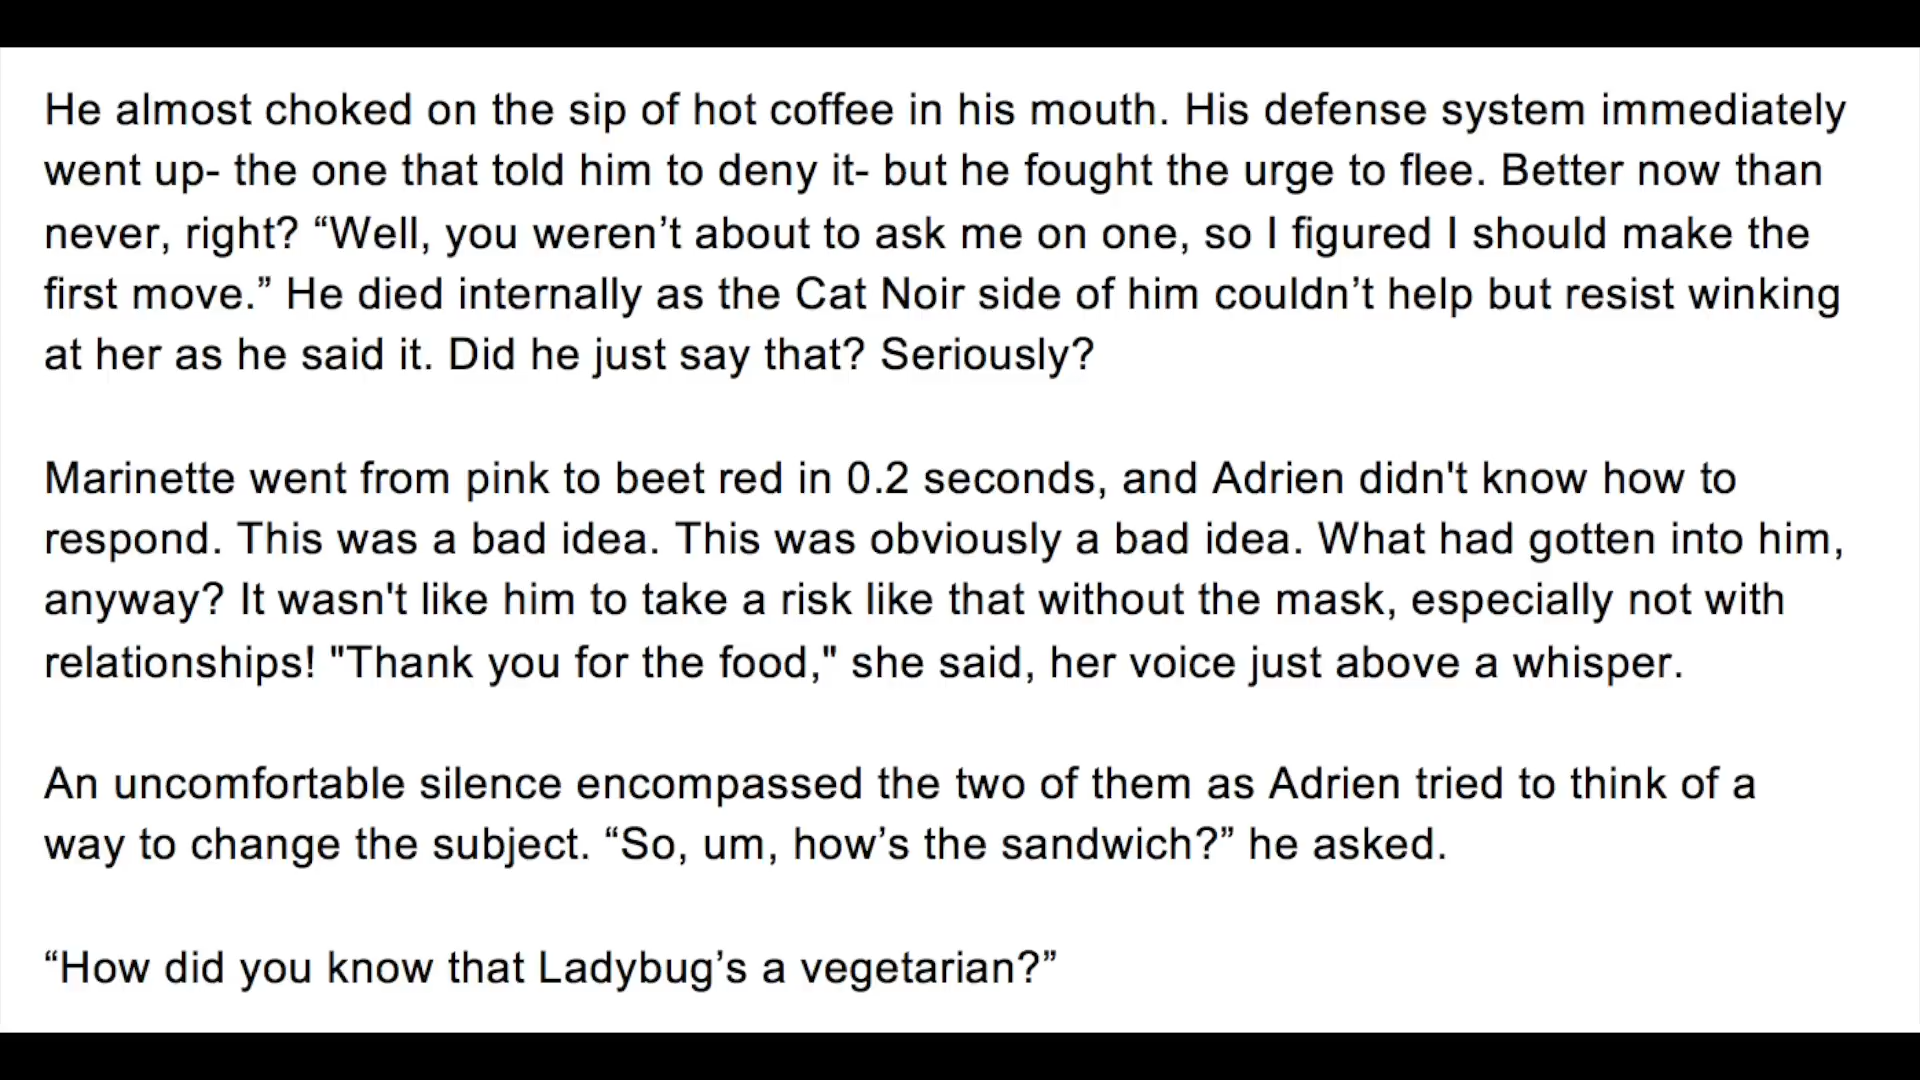 He almost choked on the sip of hot coffee in his mouth. His defense system immediately
went up- the one that told him to deny it- but he fought the urge to flee. Better now than
never, right? “Well, you weren’t about to ask me on one, so I figured I should make the
first move.” He died internally as the Cat Noir side of him couldn’t help but resist winking
at her as he said it. Did he just say that? Seriously?
Marinette went from pink to beet red in 0.2 seconds, and Adrien didn't know how to
respond. This was a bad idea. This was obviously a bad idea. What had gotten into him,
anyway? It wasn't like him to take a risk like that without the mask, especially not with
relationships! "Thank you for the food," she said, her voice just above a whisper.
An uncomfortable silence encompassed the two of them as Adrien tried to think of a
way to change the subject. “So, um, how’s the sandwich?” he asked.
“How did you know that Ladybug’s a vegetarian?”